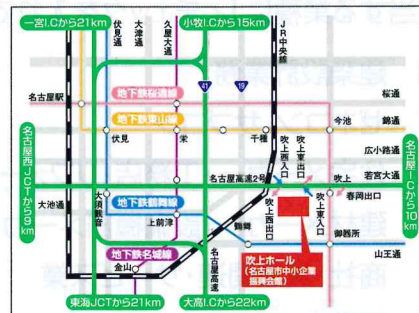 一宮I.Cから21km
小牧I.Cから15km
伏見通
大津通
久屋大通
JR中央線
41
19
名古屋駅
地下鉄桜通線
桜通
地下鉄東山線
伏見
栄
千種
今池
錦通
広小路通
吹上西入口
吹上東出口
名古屋西JCTから9km
名古屋高速2号
吹上
若宮大通
名古屋I-Cから10km
春岡出口
大池通
大須観音
地下鉄鶴舞線
上前津
鶴舞
吹上西出口
吹上東入口
御器所
山王通
地下鉄名城線
金山
名古屋高速
吹上ホール
(名古屋市中小企業
振興会館)
東海JCTから21km
大高I.Cから22km